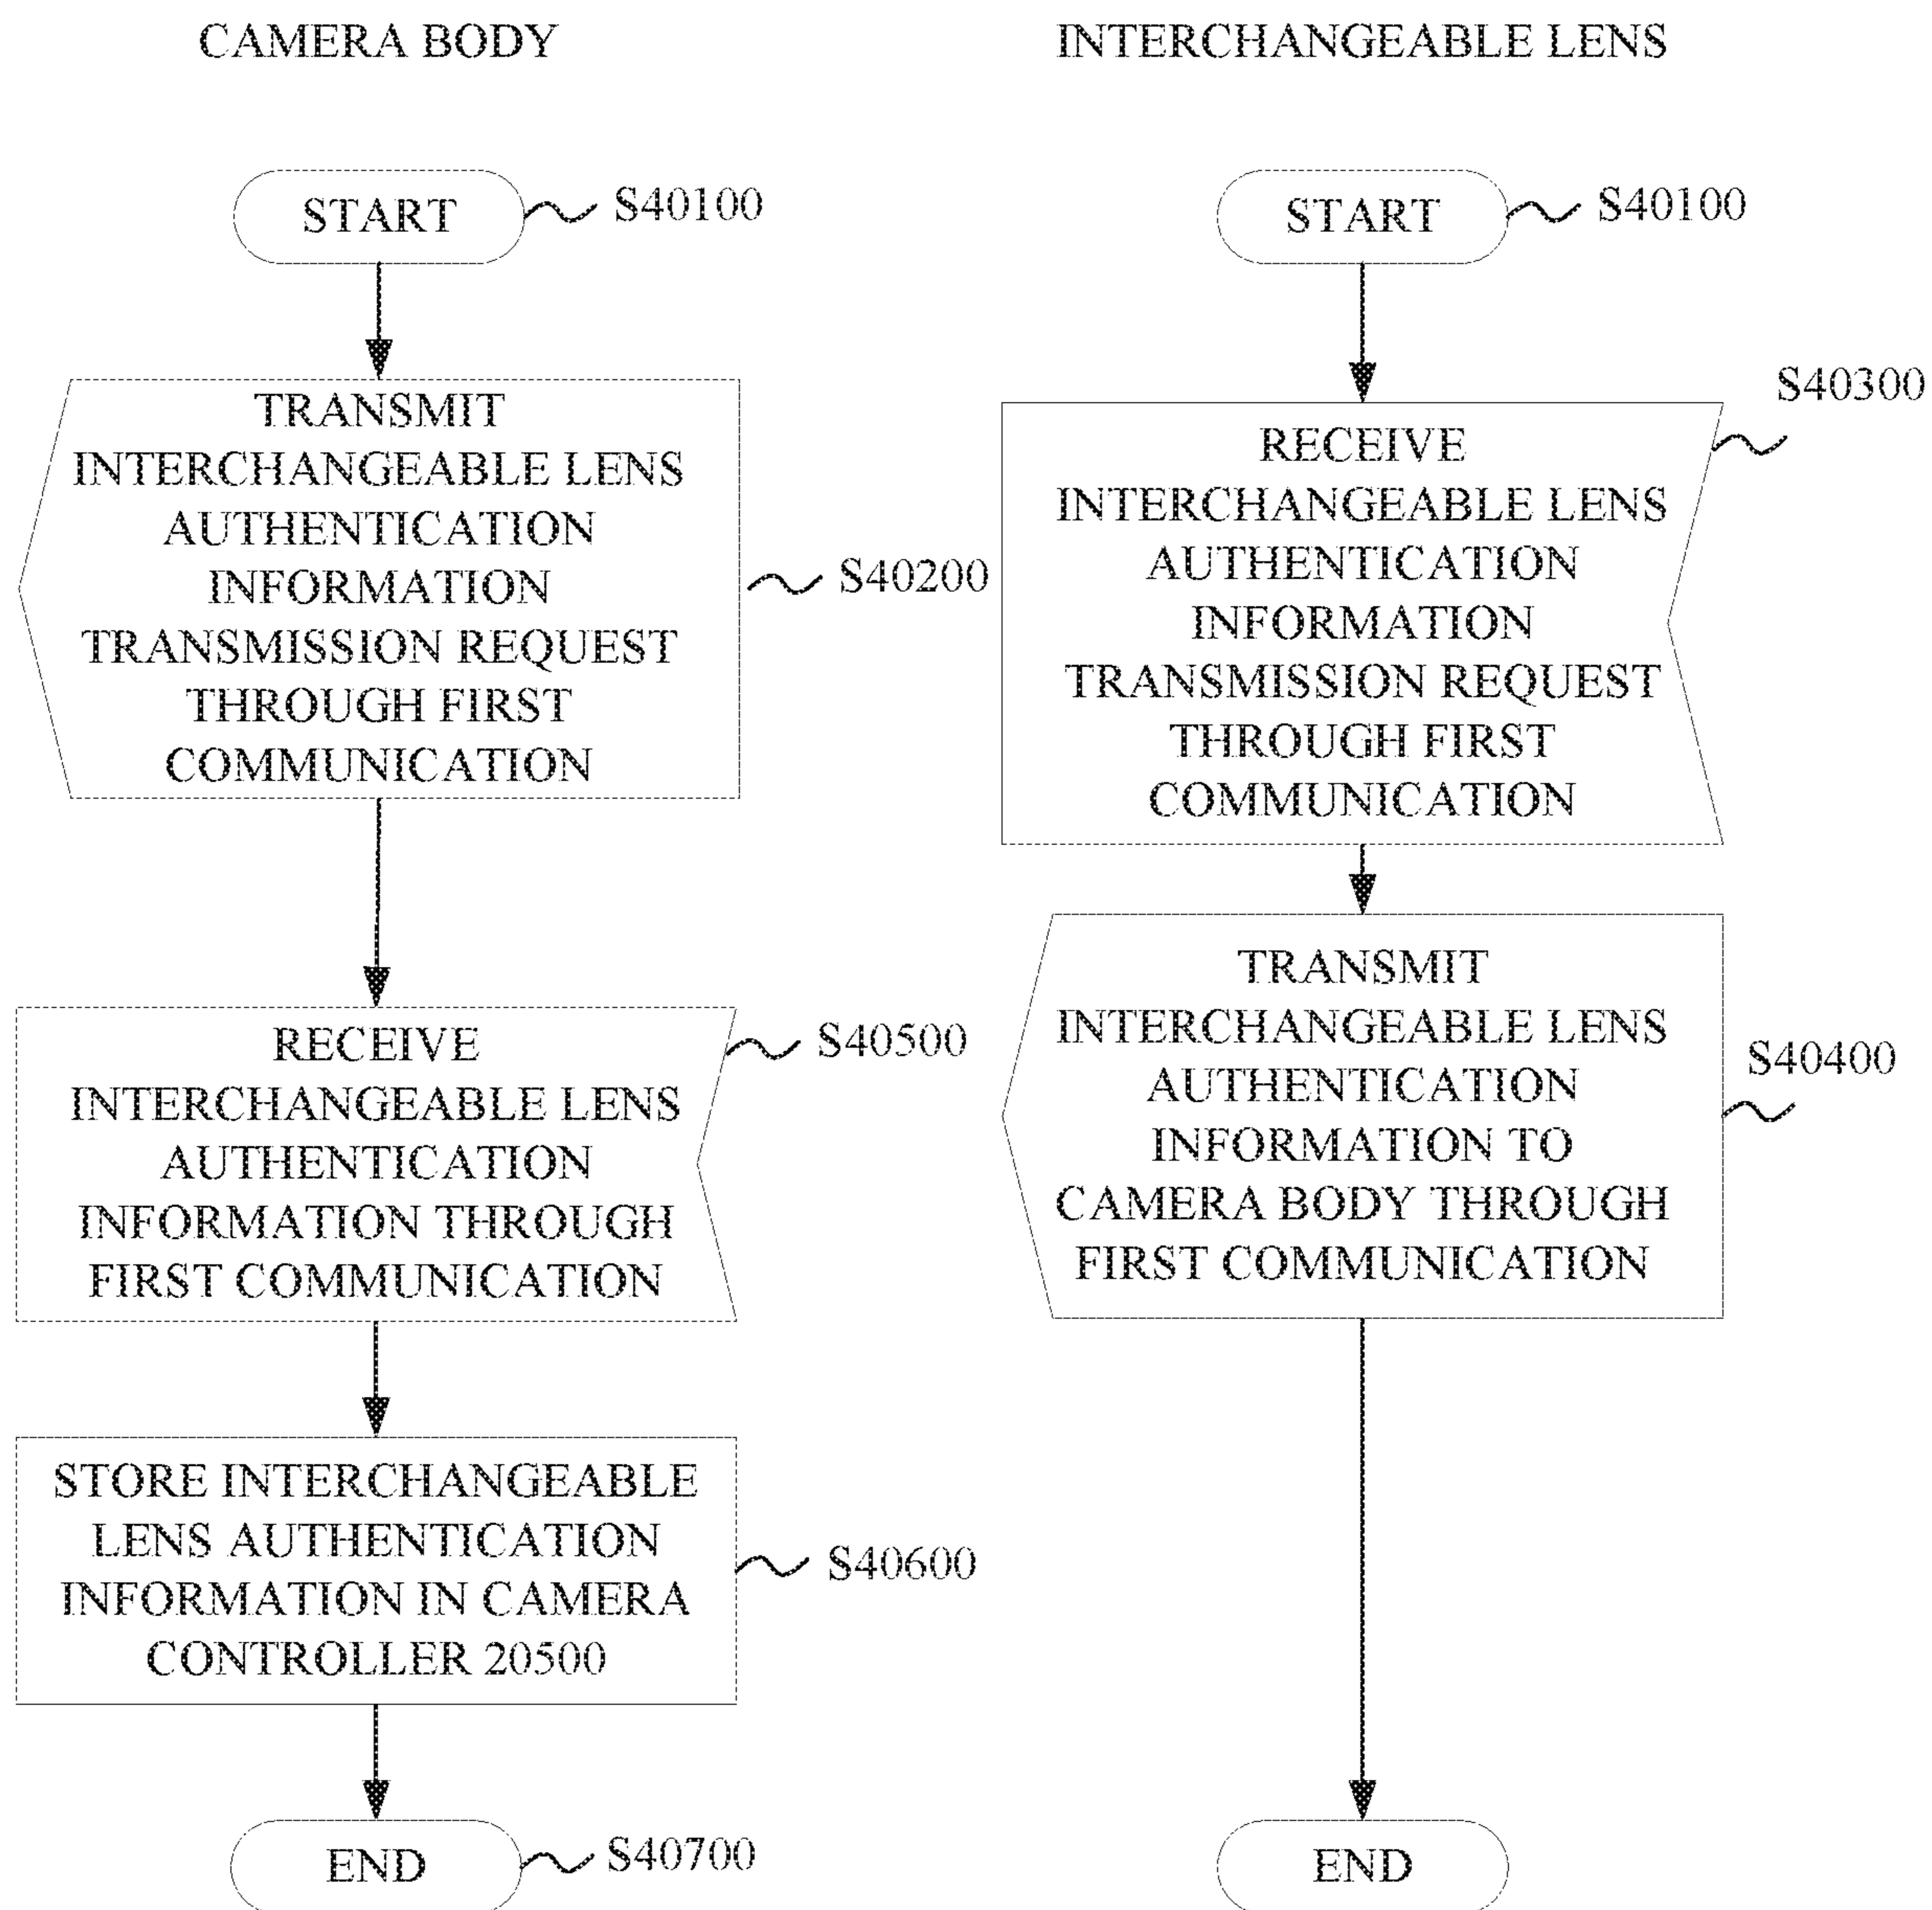 CAMERA BODY
START
S40100
TRANSMIT
INTERCHANGEABLE LENS
AUTHENTICATION
INFORMATION
TRANSMISSION REQUEST
THROUGH FIRST
COMMUNICATION
S40200
RECEIVE
INTERCHANGEABLE LENS
AUTHENTICATION
INFORMATION THROUGH
FIRST COMMUNICATION
S40500
STORE INTERCHANGEABLE
LENS AUTHENTICATION
INFORMATION IN CAMERA
CONTROLLER 20500
S40600
END
S40700
INTERCHANGEABLE LENS
START
S40100
RECEIVE
INTERCHANGEABLE LENS
AUTHENTICATION
INFORMATION
TRANSMISSION REQUEST
THROUGH FIRST
COMMUNICATION
S40300
TRANSMIT
INTERCHANGEABLE LENS
AUTHENTICATION
INFORMATION TO
CAMERA BODY THROUGH
FIRST COMMUNICATION
S40400
END